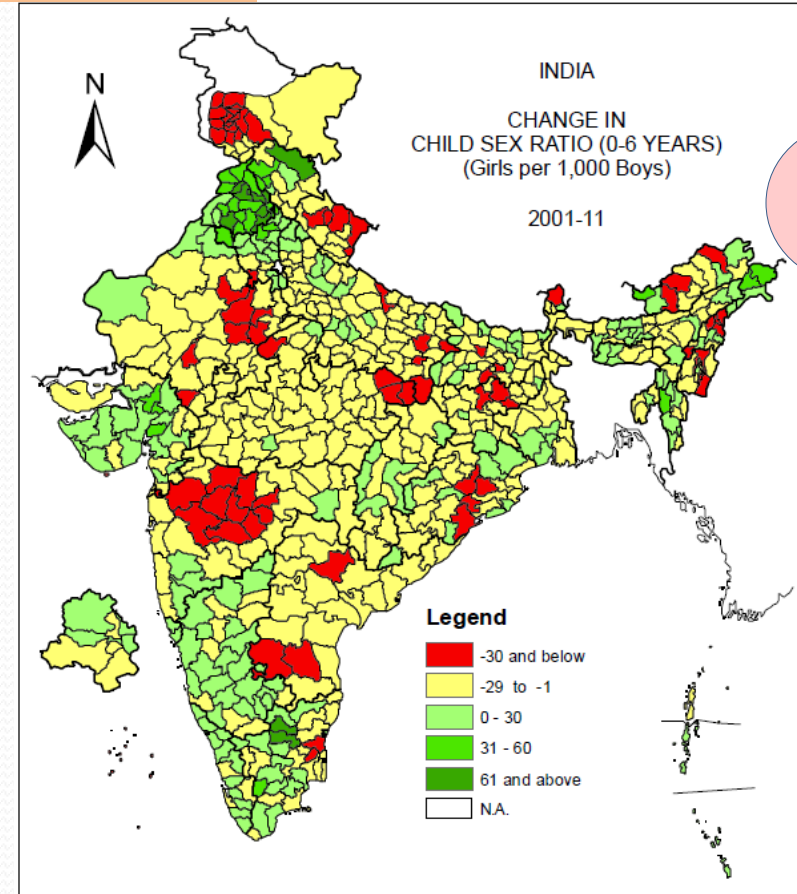 N
INDIA
CHANGE IN
CHILD SEX RATIO (0-6 YEARS)
(Girls per 1,000 Boys)
2001-11
Legend
-30 and below
-29 to -1
0 - 30
31 - 60
61 and above
N.A.